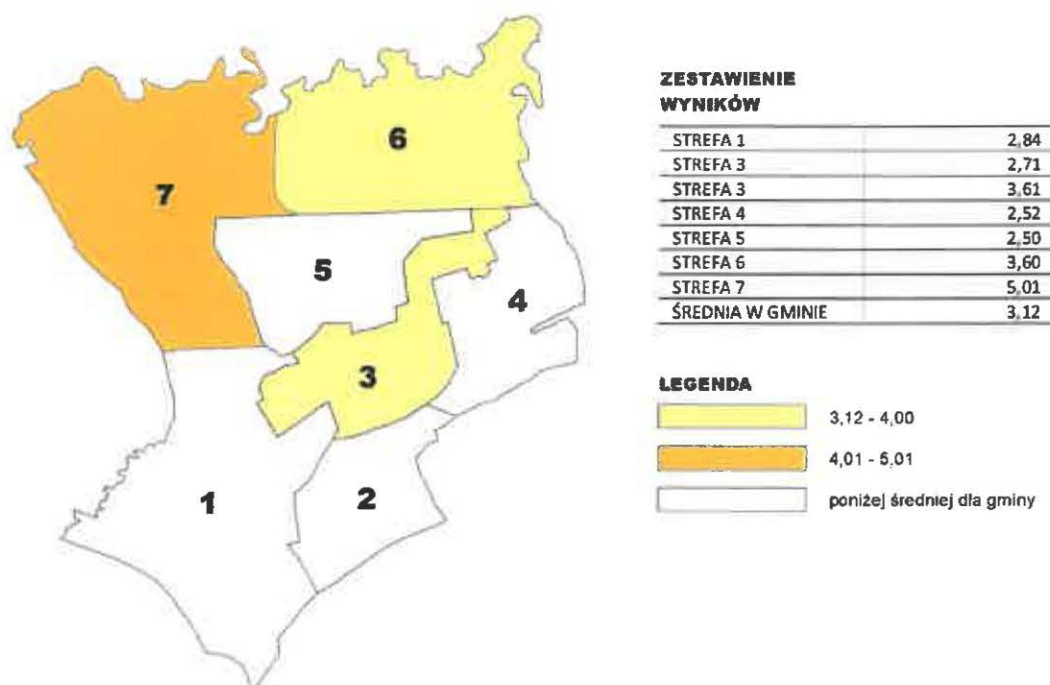 7
6
5
4
3
1
2
ZESTAWIENIE
WYNIKÓW
STREFA 1 2,84
STREFA 3 2,71
STREFA 3 3,61
STREFA 4 2,52
STREFA 5 2,50
STREFA 6 3,60
STREFA 7 5,01
ŚREDNIA W GMINIE 3,12
LEGENDA
3,12 - 4,00
4,01 - 5,01
poniżej średniej dla gminy